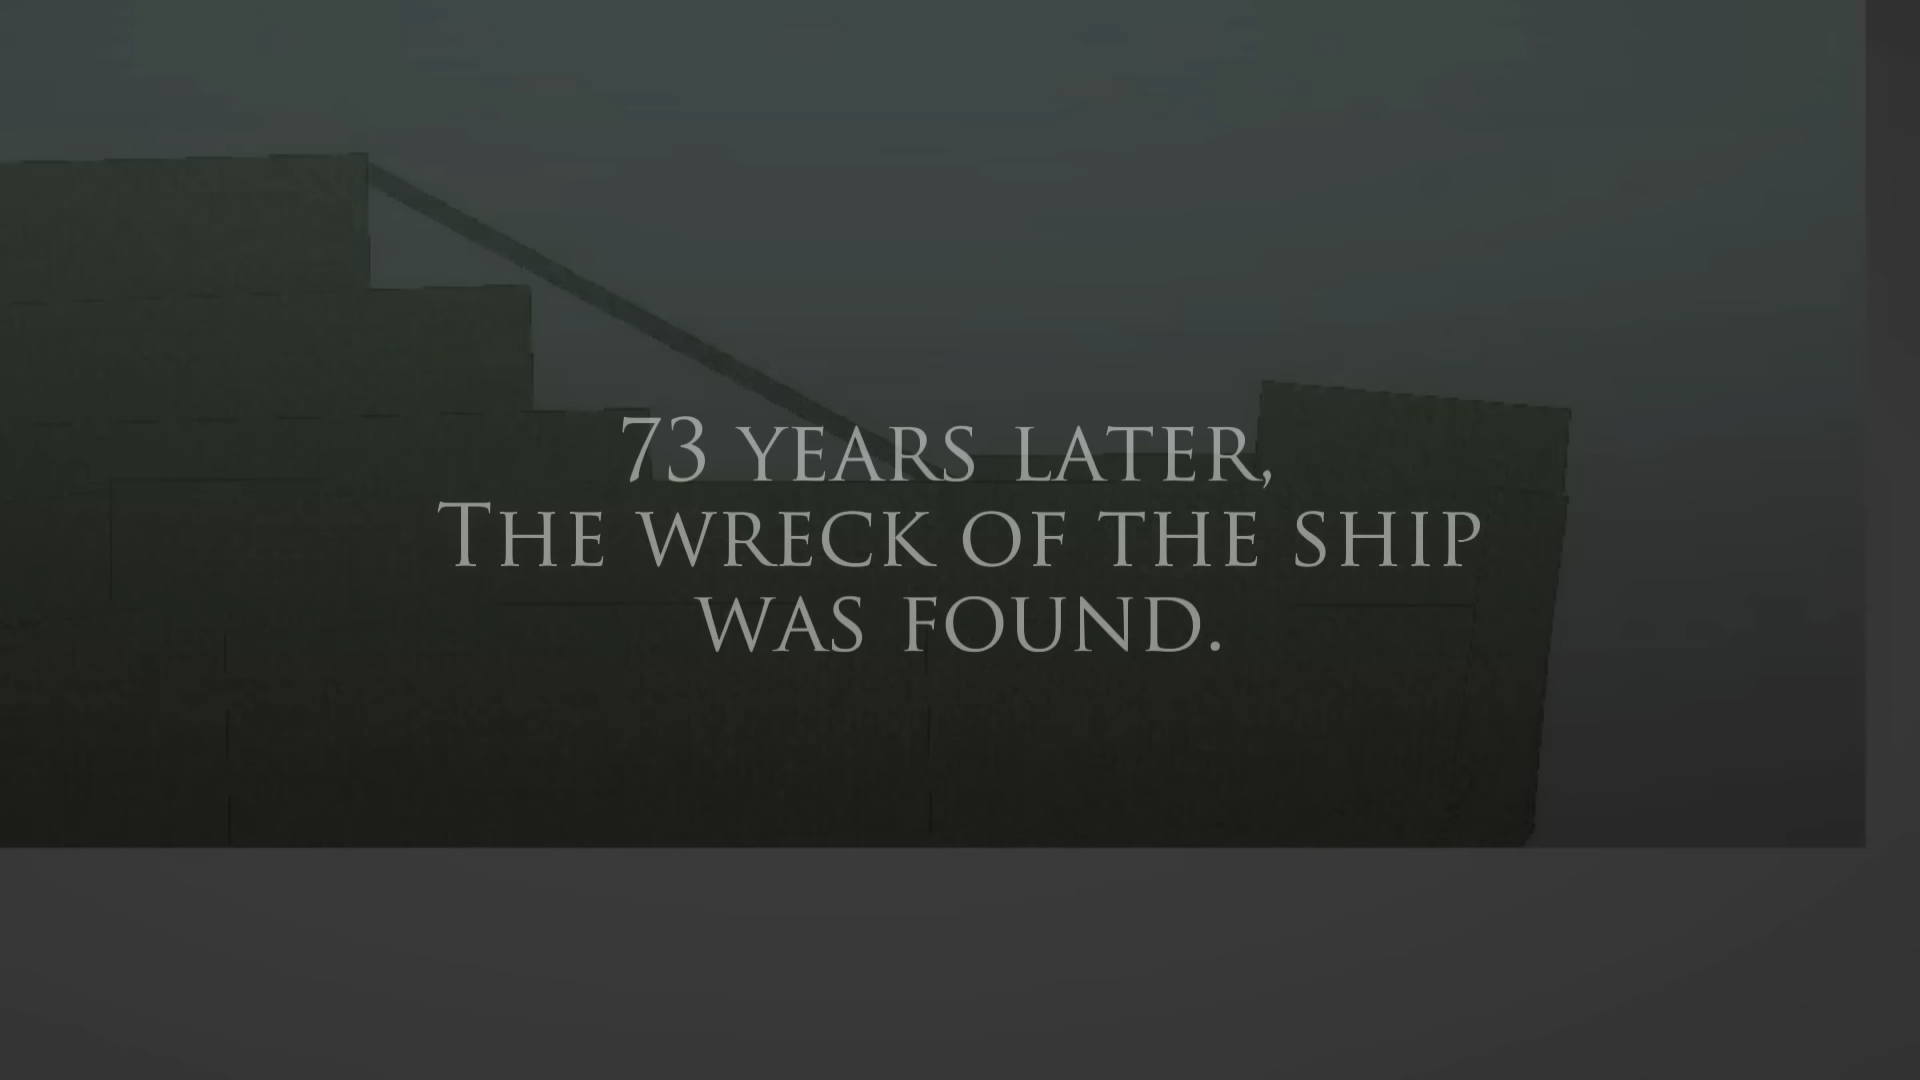 73 years later,
The wreck of the ship
was found.